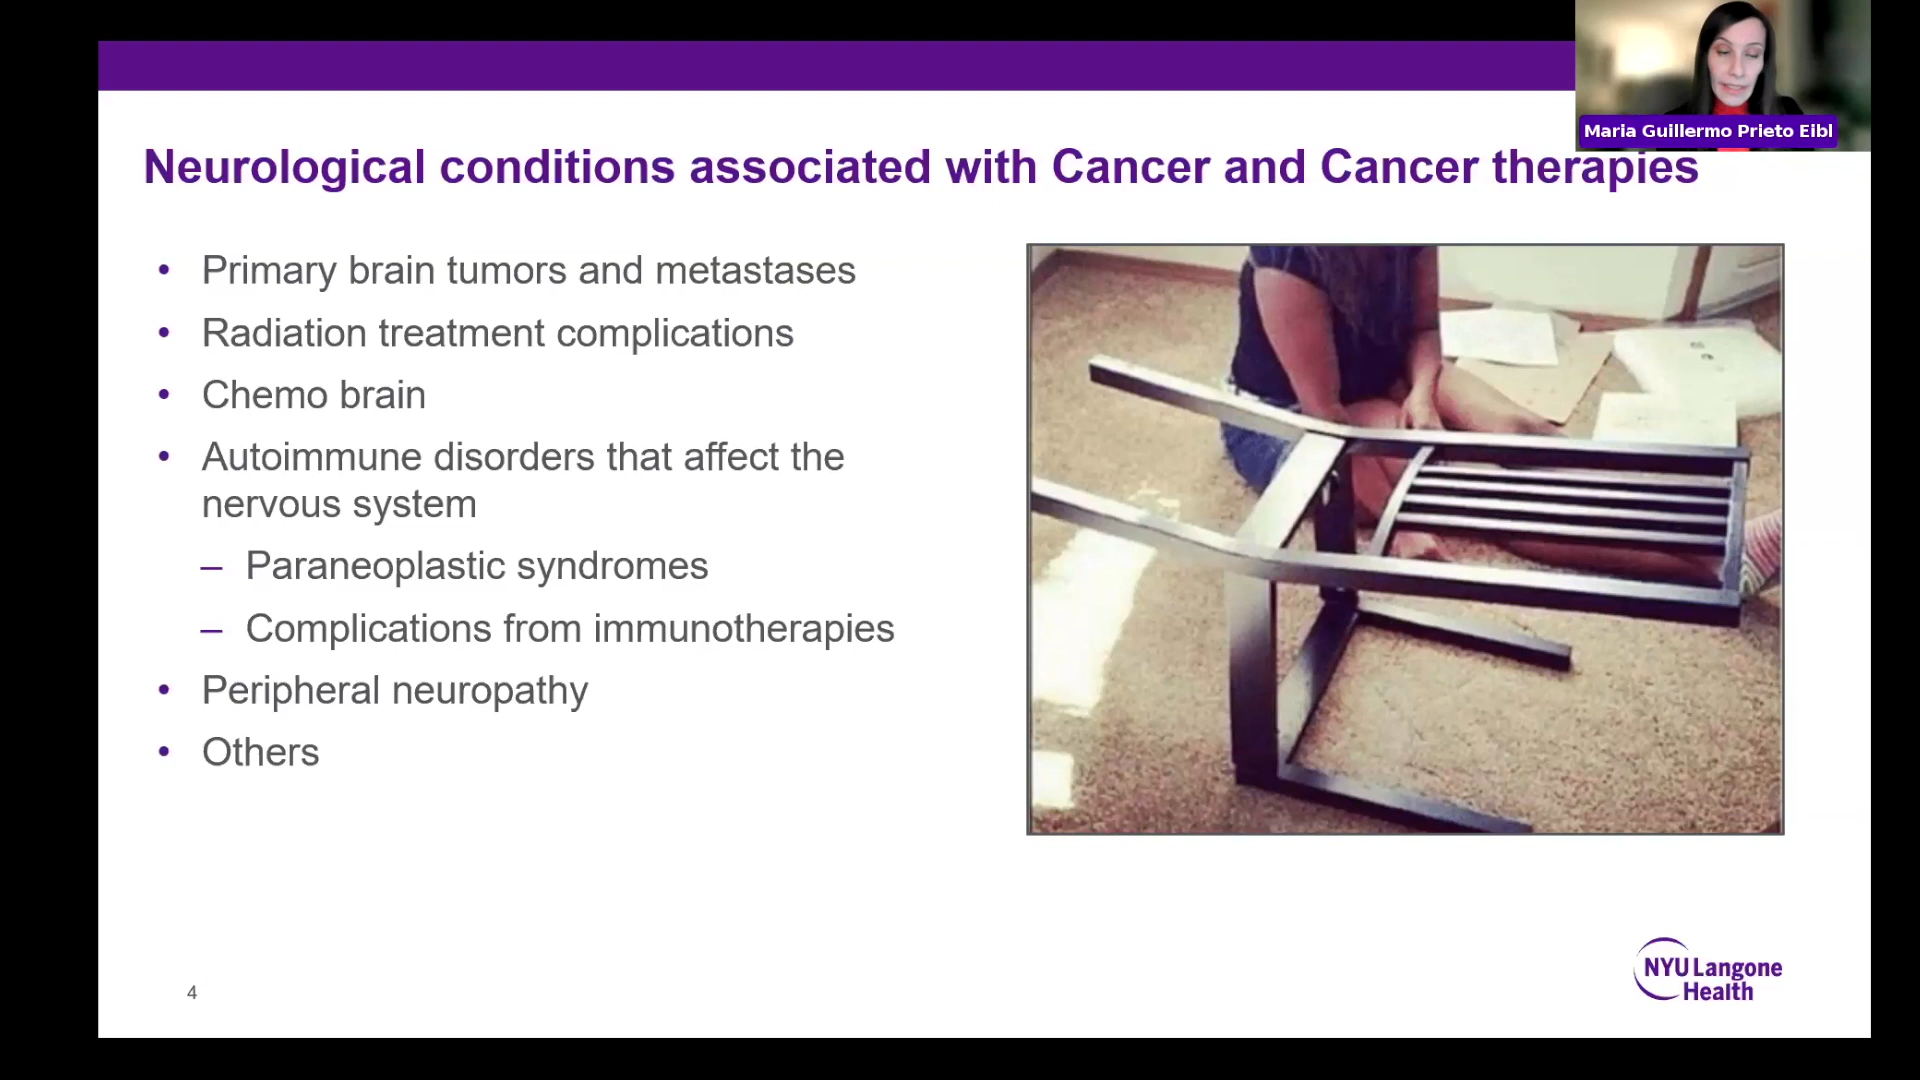 Maria Guillermo Prieto Eibl
Neurological conditions associated with Cancer and Cancer therapies
• Primary brain tumors and metastases
• Radiation treatment complications
• Chemo brain
• Autoimmune disorders that affect the
nervous system
– Paraneoplastic syndromes
– Complications from immunotherapies
• Peripheral neuropathy
• Others
4
NYU Langone
Health